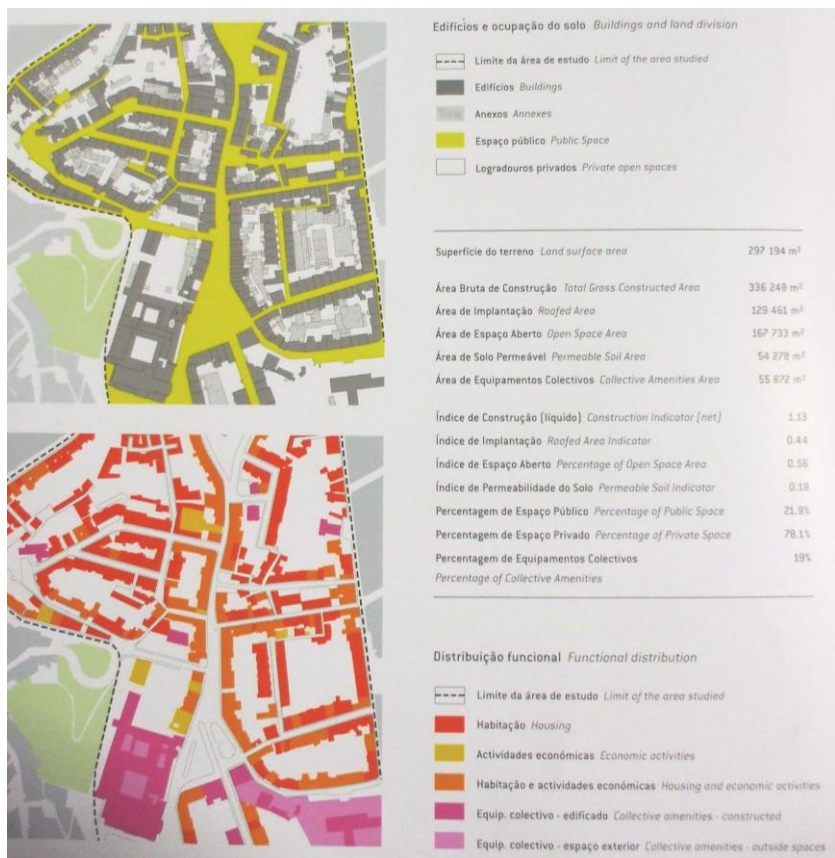 Edifícios e ocupação do solo Buildings and land division
Limite da área de estudo Limit of the area studied
Edifícios Buildings
Anexos Annexes
Espaço público Public Space
Logradouros privados Private open spaces
Superfície do terreno Land surface area 297 194 m²
Área Bruta de Construção Total Gross Constructed Area 336 248 m²
Área de Implantação Roofed Area 129 461 m²
Área de Espaço Aberto Open Space Area 167 733 m²
Área de Solo Permeável Permeable Soil Area 54 278 m²
Área de Equipamentos Colectivos Collective Amenities Area 55 872 m²
Índice de Construção (líquido) Construction Indicator (net) 1.13
Índice de Implantação Roofed Area Indicator 0.44
Índice de Espaço Aberto Percentage of Open Space Area 0.56
Índice de Permeabilidade do Solo Permeable Soil Indicator 0.18
Percentagem de Espaço Público Percentage of Public Space 21.9%
Percentagem de Espaço Privado Percentage of Private Space 78.1%
Percentagem de Equipamentos Colectivos 19%
Percentage of Collective Amenities
Distribuição funcional Functional distribution
Limite da área de estudo Limit of the area studied
Habitação Housing
Actividades económicas Economic activities
Habitação e actividades económicas Housing and economic activities
Equip. colectivo - edificado Collective amenities - constructed
Equip. colectivo - espaço exterior Collective amenities - outside spaces